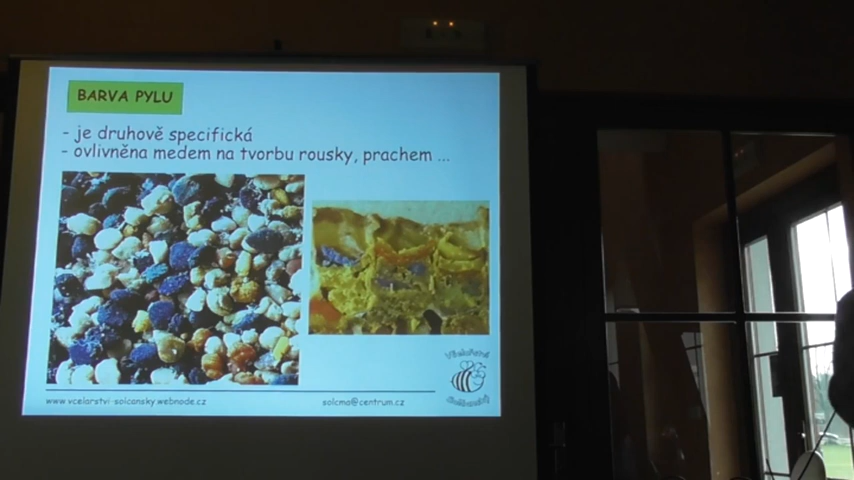 BARVA PYLU
- je druhově specifická
- ovlivněna medem na tvorbu rousky, prachem ...
Včelařství
www.vcelarstvi-solcansky.webnode.cz
solcma@centrum.cz